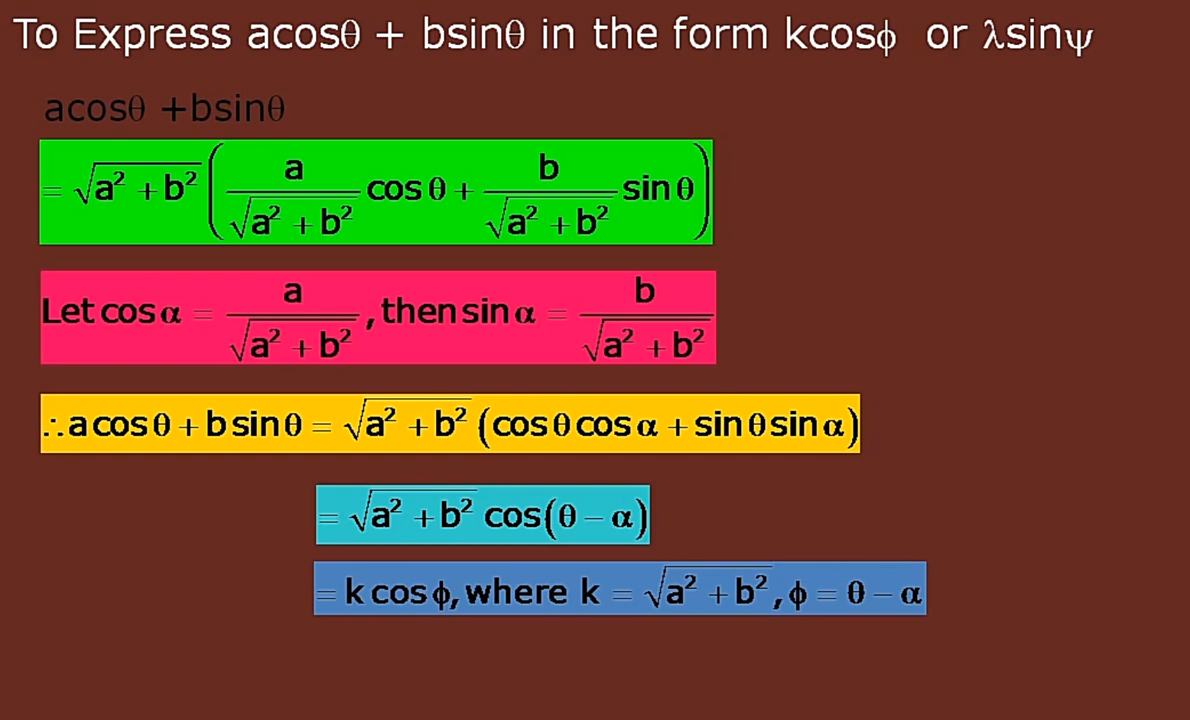 To Express acosθ + bsinθ in the form kcosϕ or λsinψ
acosθ +bsinθ
= √(a² + b²) ( a/√(a² + b²) cos θ + b/√(a² + b²) sin θ )
Let cos α = a/√(a² + b²) , then sin α = b/√(a² + b²)
∴ a cos θ + b sin θ = √(a² + b²) (cos θ cos α + sin θ sin α)
= √(a² + b²) cos(θ – α)
= k cos ϕ, where k = √(a² + b²) , ϕ = θ – α